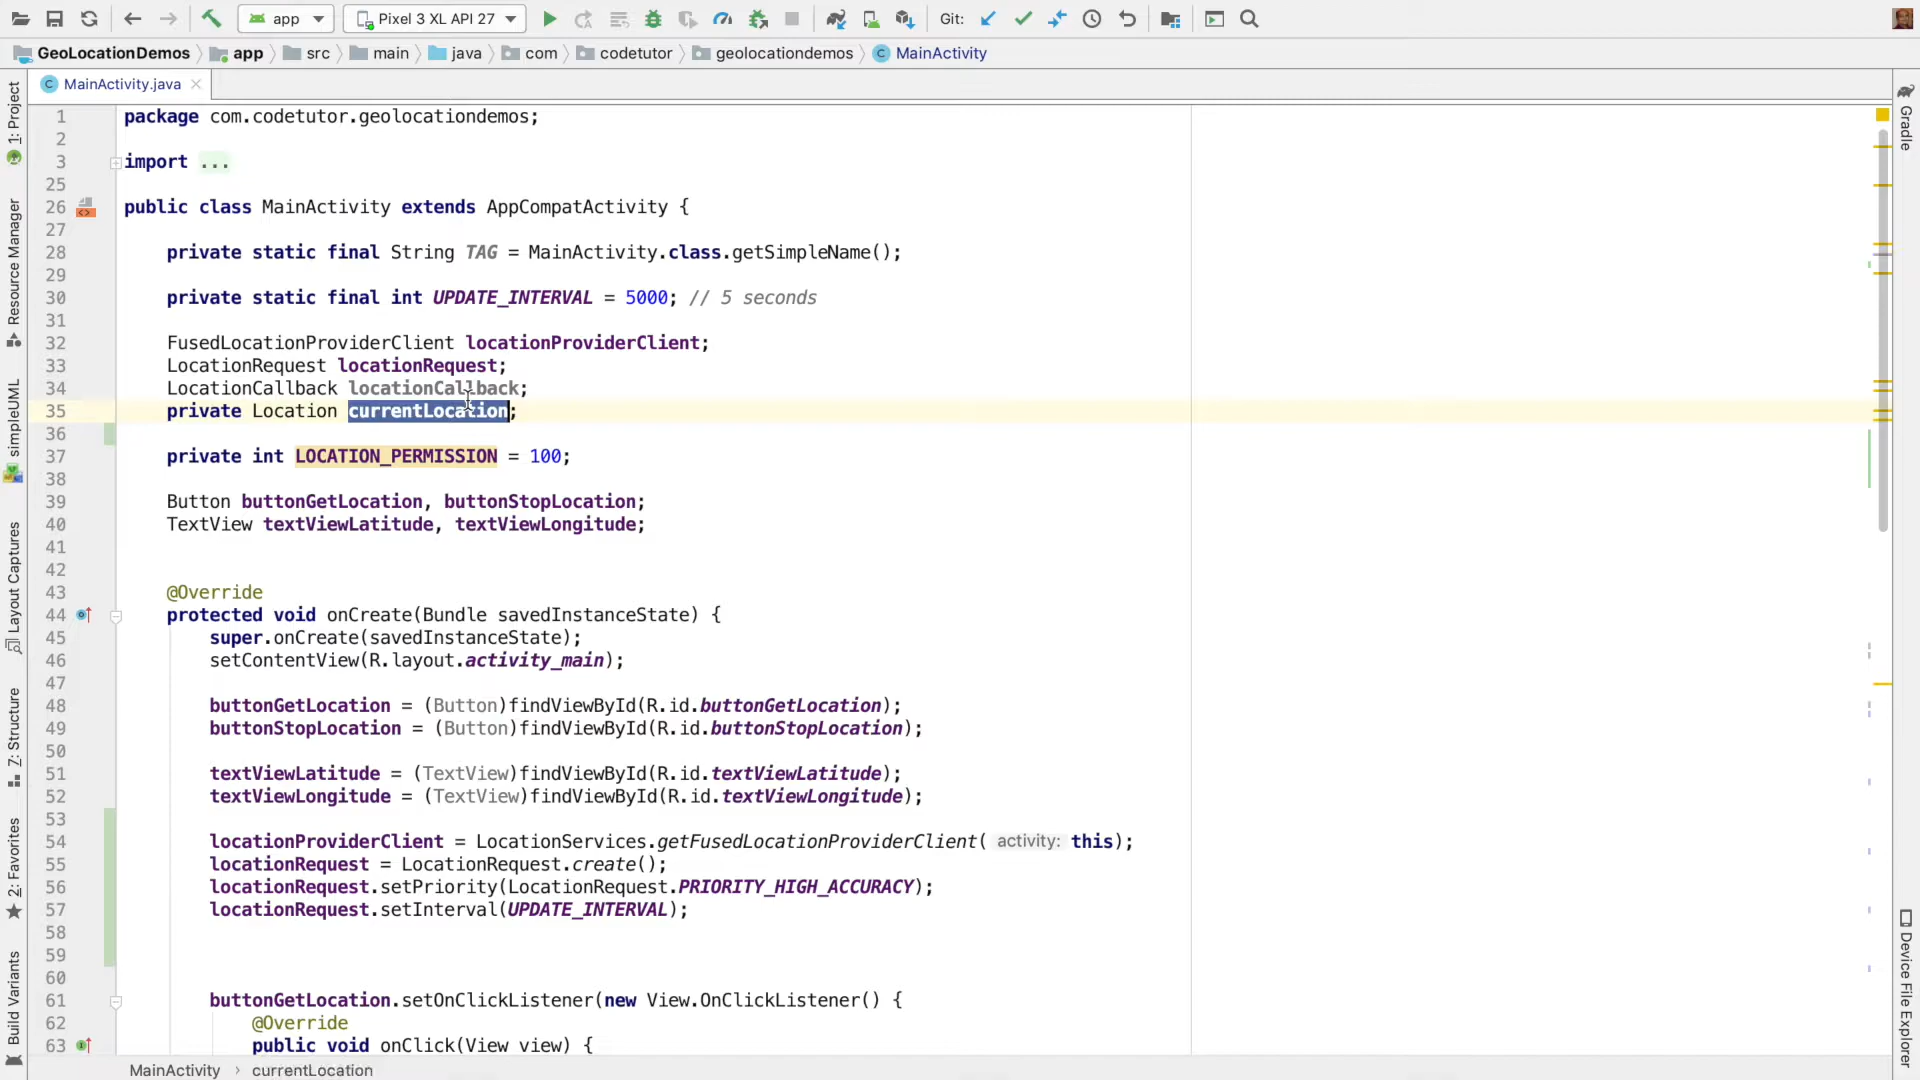 app
Pixel 3 XL API 27
Git:
GeoLocationDemos
app
src
main
java
com
codetutor
geolocationdemos
MainActivity
MainActivity.java
1 package com.codetutor.geolocationdemos;
2
3 import ...
25
26 public class MainActivity extends AppCompatActivity {
27
28 private static final String TAG = MainActivity.class.getSimpleName();
29
30 private static final int UPDATE_INTERVAL = 5000; // 5 seconds
31
32 FusedLocationProviderClient locationProviderClient;
33 LocationRequest locationRequest;
34 LocationCallback locationCallback;
35 private Location currentLocation;
36
37 private int LOCATION_PERMISSION = 100;
38
39 Button buttonGetLocation, buttonStopLocation;
40 TextView textViewLatitude, textViewLongitude;
41
42
43 @Override
44 protected void onCreate(Bundle savedInstanceState) {
45 super.onCreate(savedInstanceState);
46 setContentView(R.layout.activity_main);
47
48 buttonGetLocation = (Button)findViewById(R.id.buttonGetLocation);
49 buttonStopLocation = (Button)findViewById(R.id.buttonStopLocation);
50
51 textViewLatitude = (TextView)findViewById(R.id.textViewLatitude);
52 textViewLongitude = (TextView)findViewById(R.id.textViewLongitude);
53
54 locationProviderClient = LocationServices.getFusedLocationProviderClient( activity: this);
55 locationRequest = LocationRequest.create();
56 locationRequest.setPriority(LocationRequest.PRIORITY_HIGH_ACCURACY);
57 locationRequest.setInterval(UPDATE_INTERVAL);
58
59
60
61 buttonGetLocation.setOnClickListener(new View.OnClickListener() {
62 @Override
63 public void onClick(View view) {
MainActivity › currentLocation
1: Project
Resource Manager
simpleUML
Layout Captures
7: Structure
2: Favorites
Build Variants
Gradle
Device File Explorer